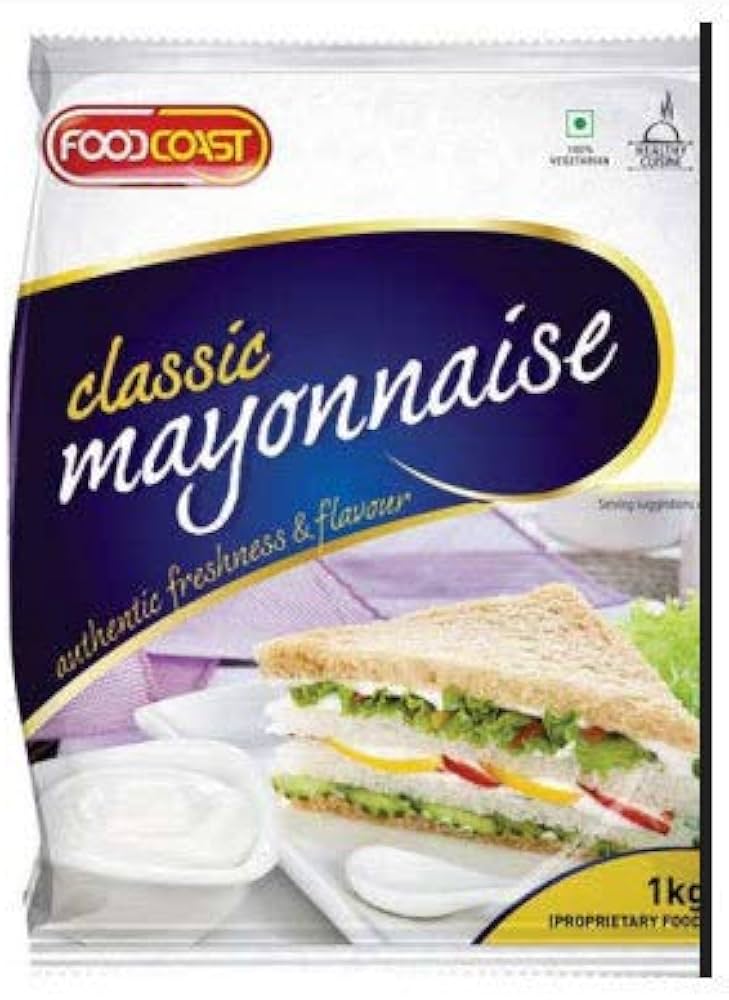 FOODCOAST
100%
VEGETARIAN
HEALTHY
CUISINE
classic
mayonnaise
authentic freshness & flavour
Serving suggestions
1kg
(PROPRIETARY FOOD